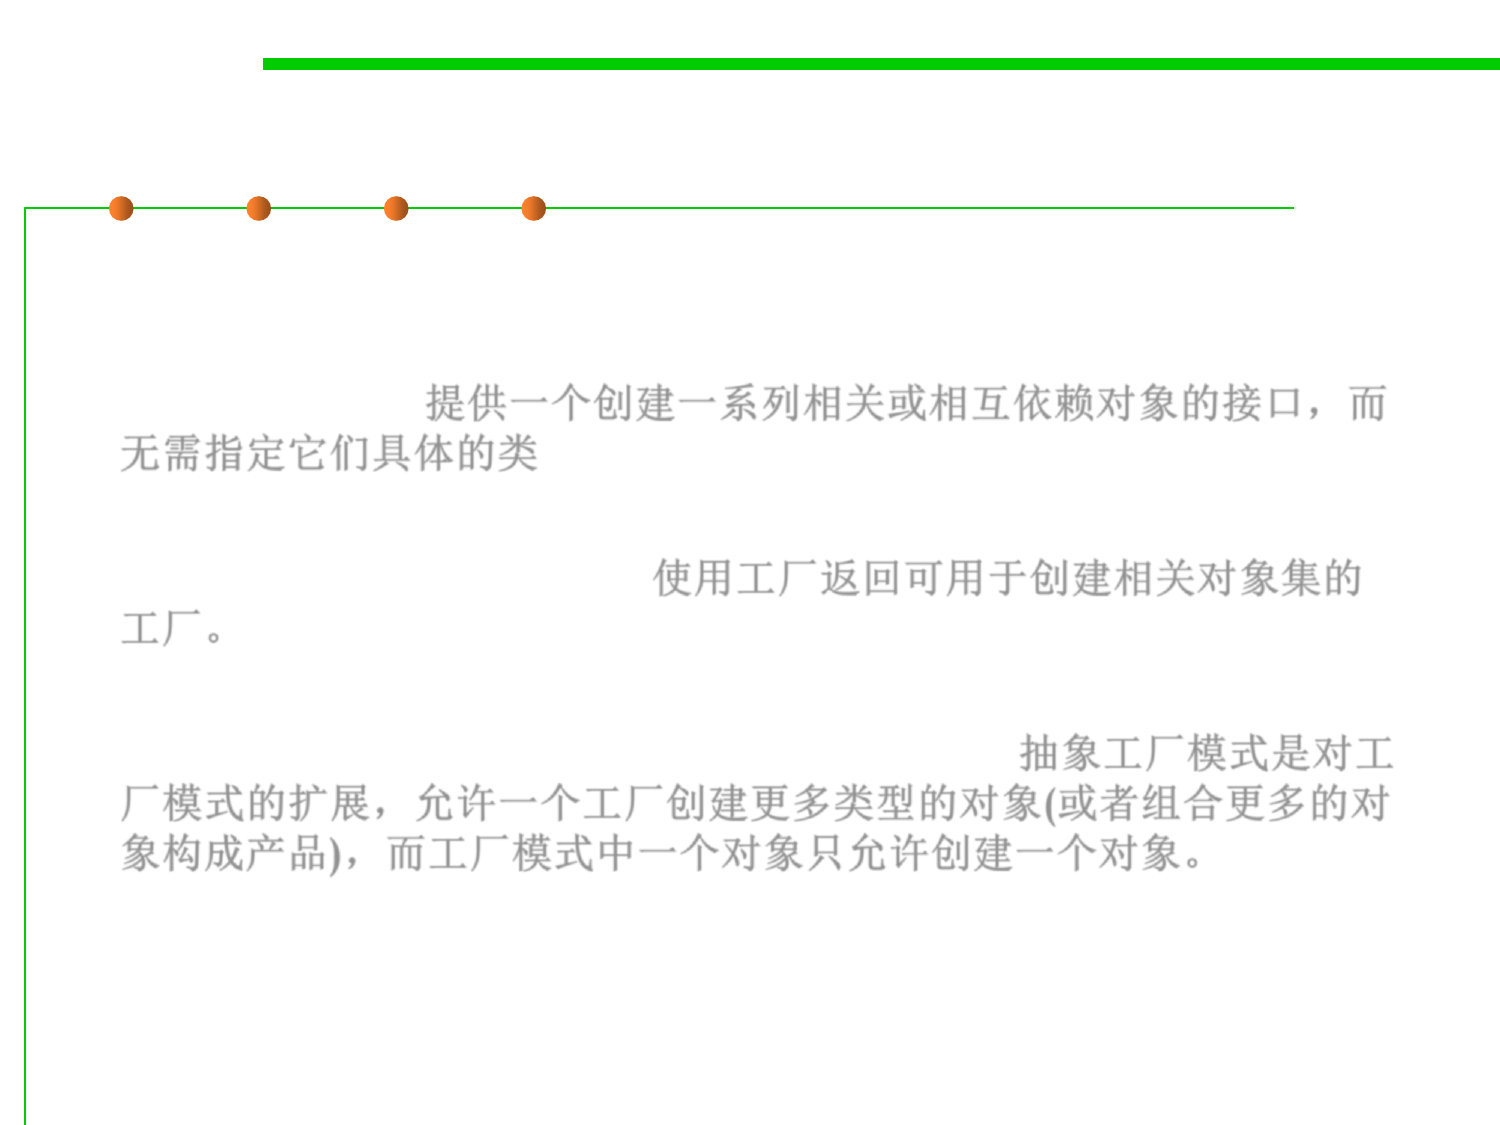 提供一个创建一系列相关或相互依赖对象的接口，而
无需指定它们具体的类
使用工厂返回可用于创建相关对象集的
工厂。
抽象工厂模式是对工
厂模式的扩展，允许一个工厂创建更多类型的对象(或者组合更多的对
象构成产品)，而工厂模式中一个对象只允许创建一个对象。